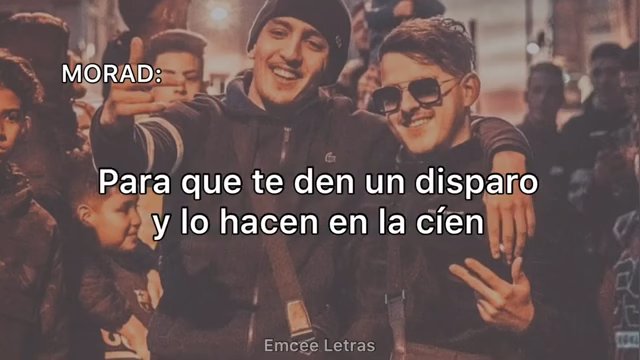 MORAD:
Para que te den un disparo
y lo hacen en la cíen
Emcee Letras